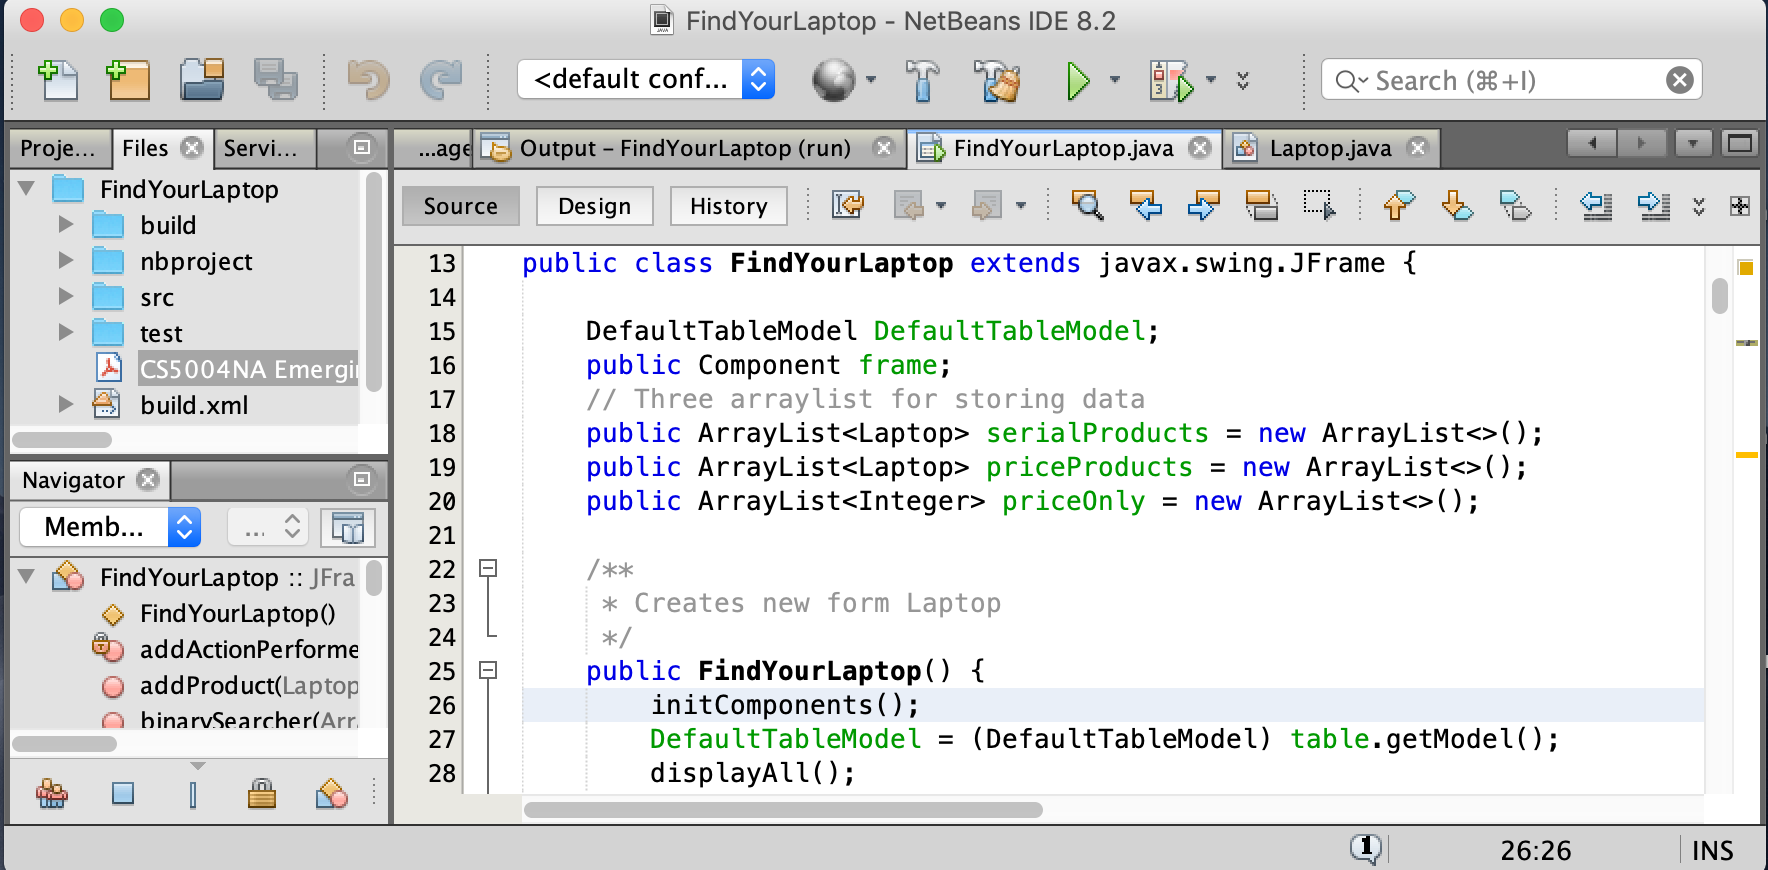 FindYourLaptop - NetBeans IDE 8.2
<default conf...
Search (⌘+I)
Proje...
Files
Servi...
...age
Output – FindYourLaptop (run)
FindYourLaptop.java
Laptop.java
FindYourLaptop
build
nbproject
src
test
CS5004NA Emergi
build.xml
Source
Design
History
13 public class FindYourLaptop extends javax.swing.JFrame {
14
15 DefaultTableModel DefaultTableModel;
16 public Component frame;
17 // Three arraylist for storing data
18 public ArrayList<Laptop> serialProducts = new ArrayList<>();
19 public ArrayList<Laptop> priceProducts = new ArrayList<>();
20 public ArrayList<Integer> priceOnly = new ArrayList<>();
21
22 /**
23 * Creates new form Laptop
24 */
25 public FindYourLaptop() {
26 initComponents();
27 DefaultTableModel = (DefaultTableModel) table.getModel();
28 displayAll();
Navigator
Memb...
...
FindYourLaptop :: JFra
FindYourLaptop()
addActionPerforme
addProduct(Laptop
binarySearcher(Arr
1
26:26
INS